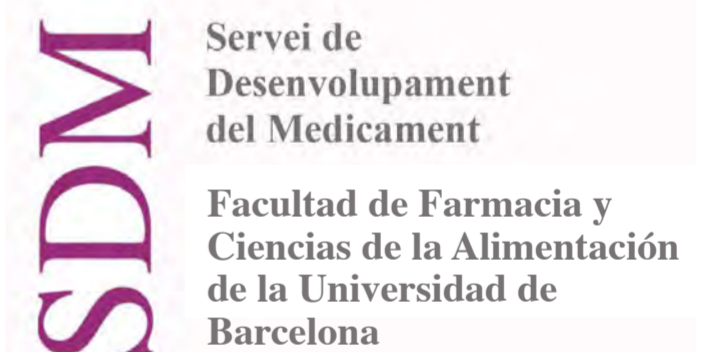 SDM
Servei de
Desenvolupament
del Medicament
Facultad de Farmacia y
Ciencias de la Alimentación
de la Universidad de
Barcelona